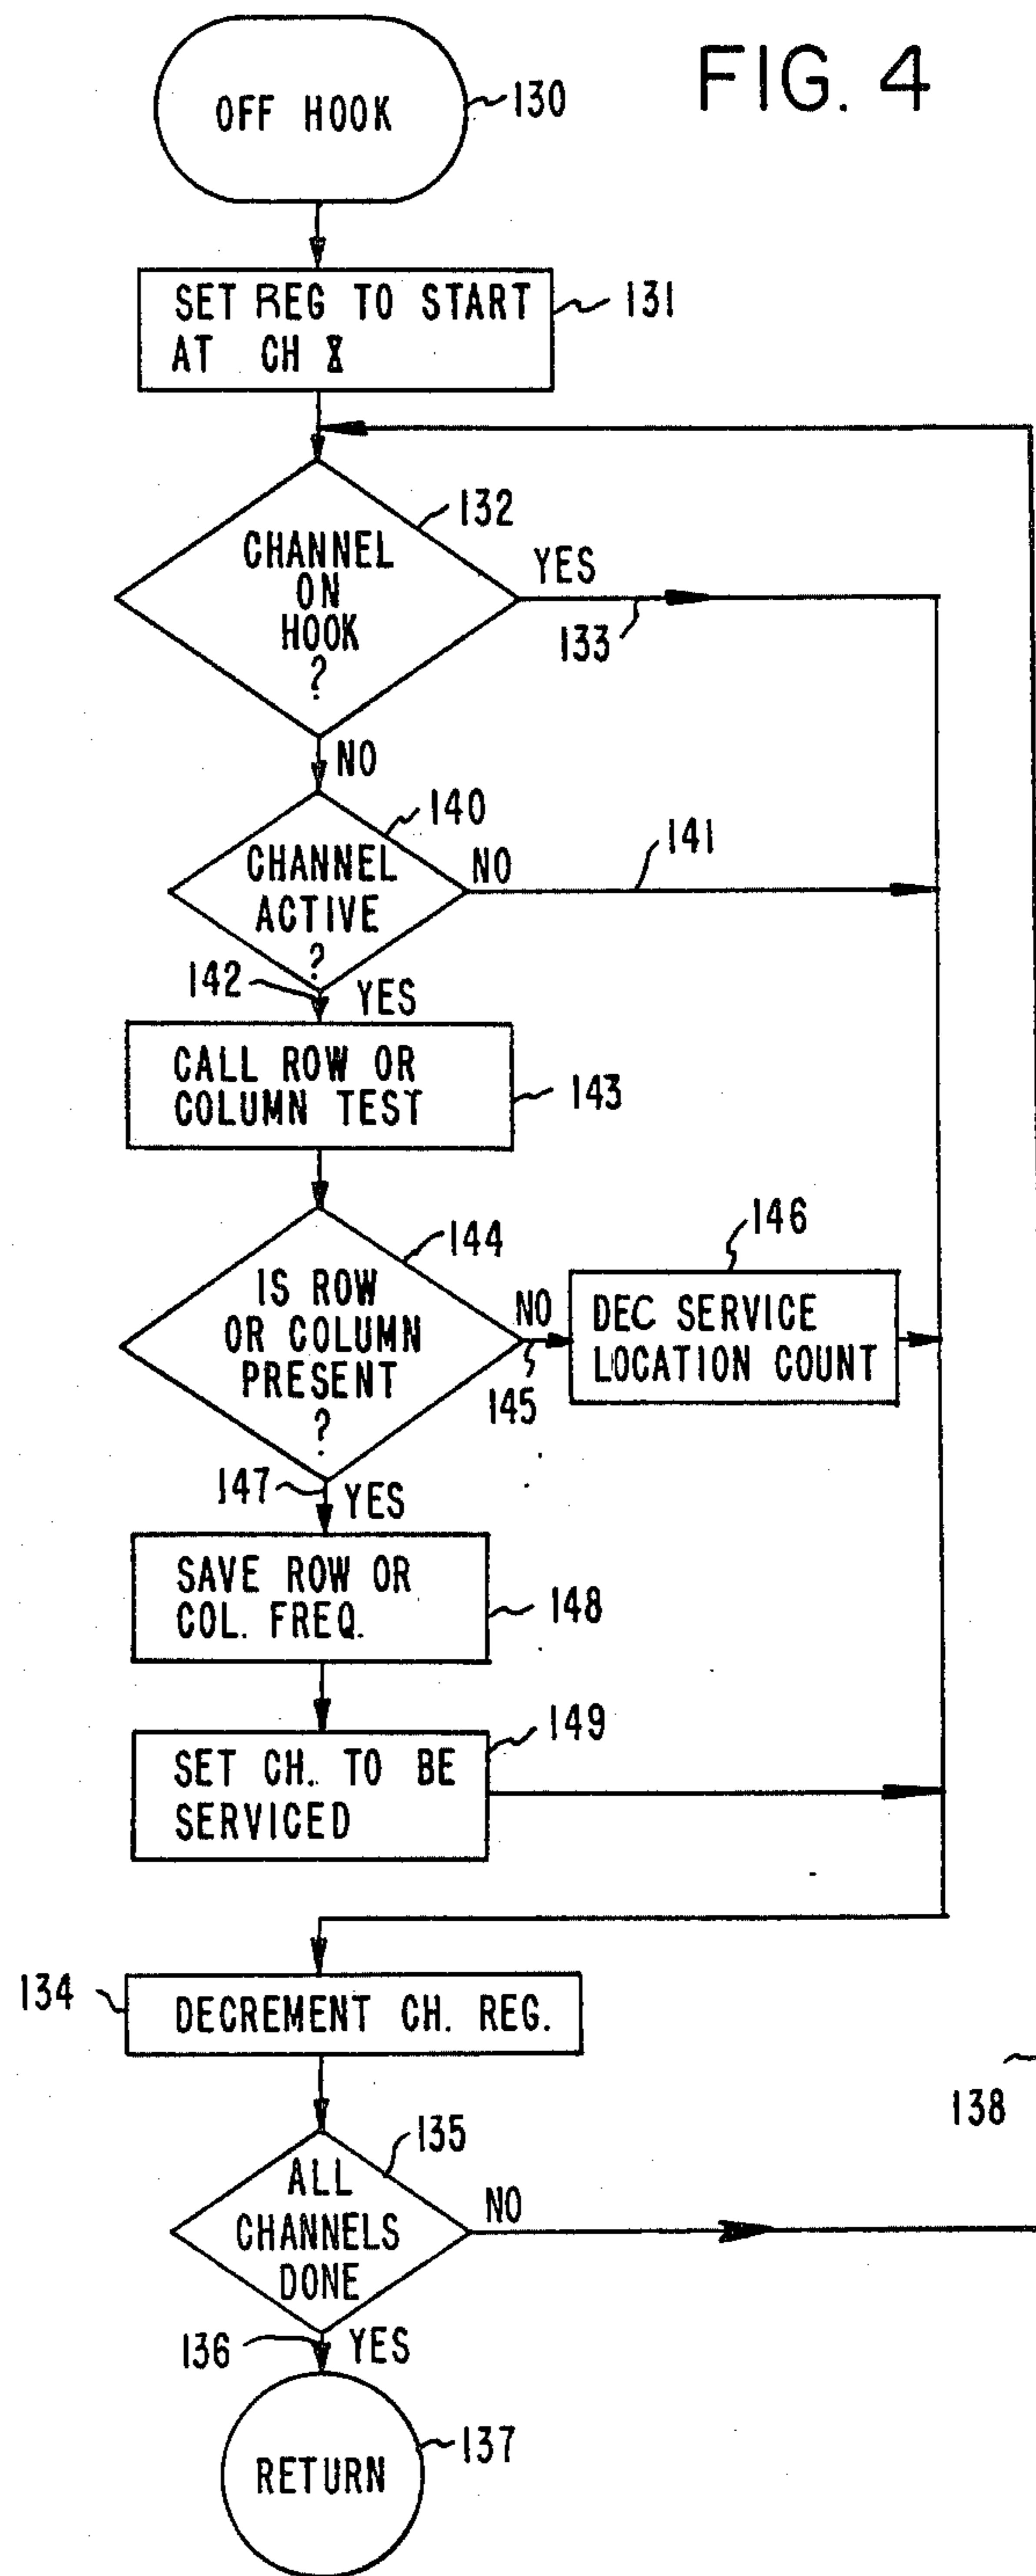 FIG. 4
OFF HOOK
130
SET REG TO START
AT CH X
131
132
CHANNEL
ON
HOOK
?
YES
133
NO
140
CHANNEL
ACTIVE
?
NO
141
142
YES
CALL ROW OR
COLUMN TEST
143
144
IS ROW
OR COLUMN
PRESENT
?
NO
145
146
DEC SERVICE
LOCATION COUNT
147
YES
SAVE ROW OR
COL. FREQ.
148
149
SET CH. TO BE
SERVICED
134
DECREMENT CH. REG.
138
135
ALL
CHANNELS
DONE
NO
136
YES
RETURN
137